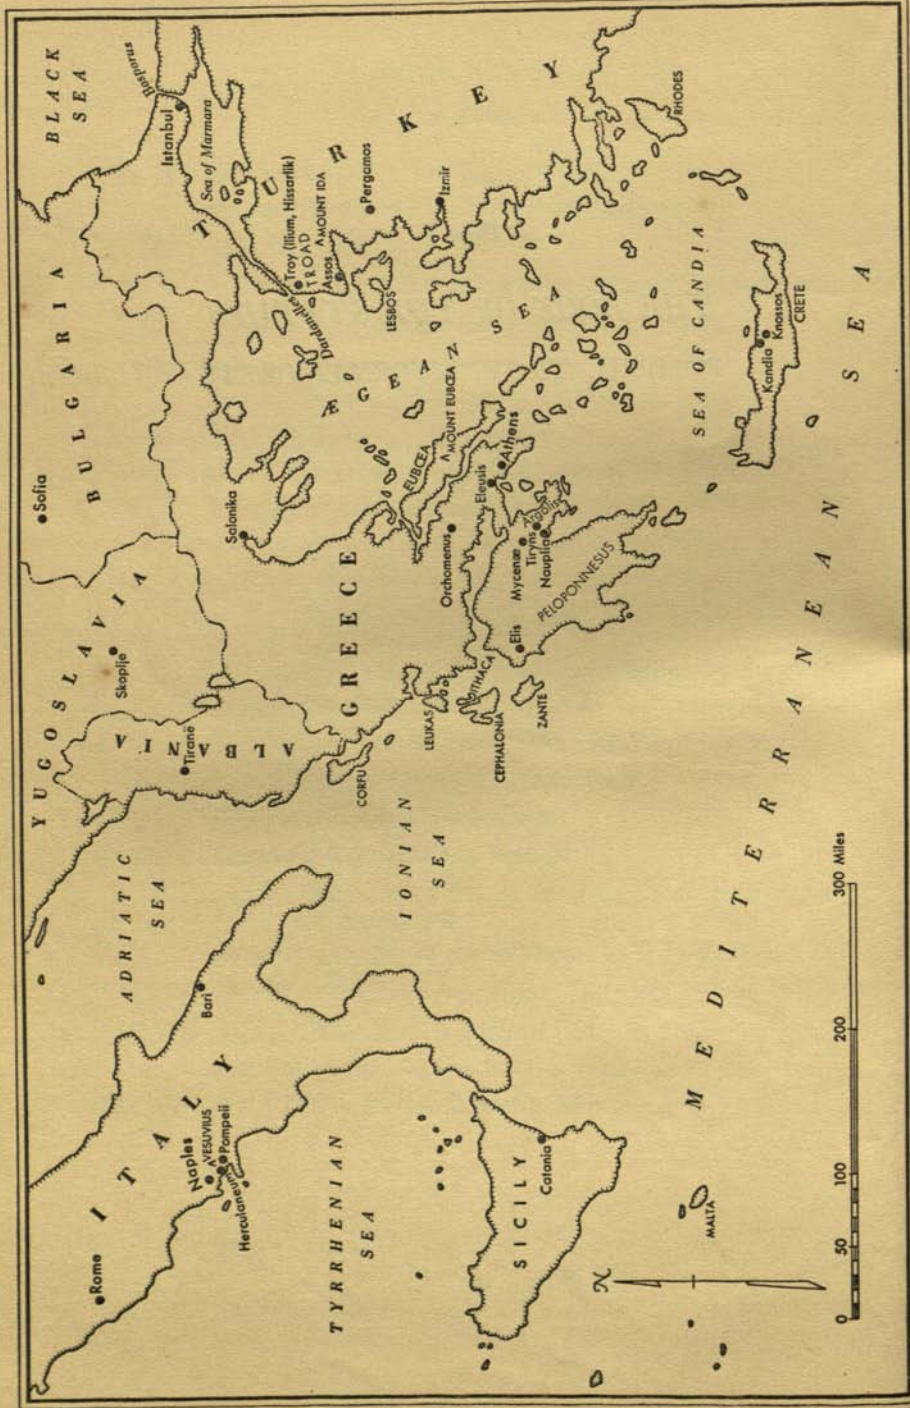 YUGOSLAVIA
BULGARIA
BLACK
SEA
Bosporus
Sofia
Skoplje
Istanbul
Sea of Marmara
TURKEY
ADRIATIC
SEA
ALBANIA
Tiranë
Salonika
Troy (Ilium, Hissarlik)
TROAD
MOUNT IDA
Assos
Pergamos
Dardanelles
Rome
ITALY
Naples
VESUVIUS
Pompeii
Herculaneum
Bari
GREECE
CORFU
ÆGEAN SEA
LESBOS
Izmir
TYRRHENIAN
SEA
IONIAN
SEA
LEUKAS
ITHACA
CEPHALONIA
ZANTE
EUBŒA
MOUNT EUBŒA
Orchomenus
Eleusis
Athens
Mycenæ
Tiryns
Nauplia
Argolis
Elis
PELOPONNESUS
RHODES
SICILY
Catania
SEA OF CANDIA
N
MALTA
MEDITERRANEAN SEA
Kandia
Knossos
CRETE
0 50 100 200 300 Miles